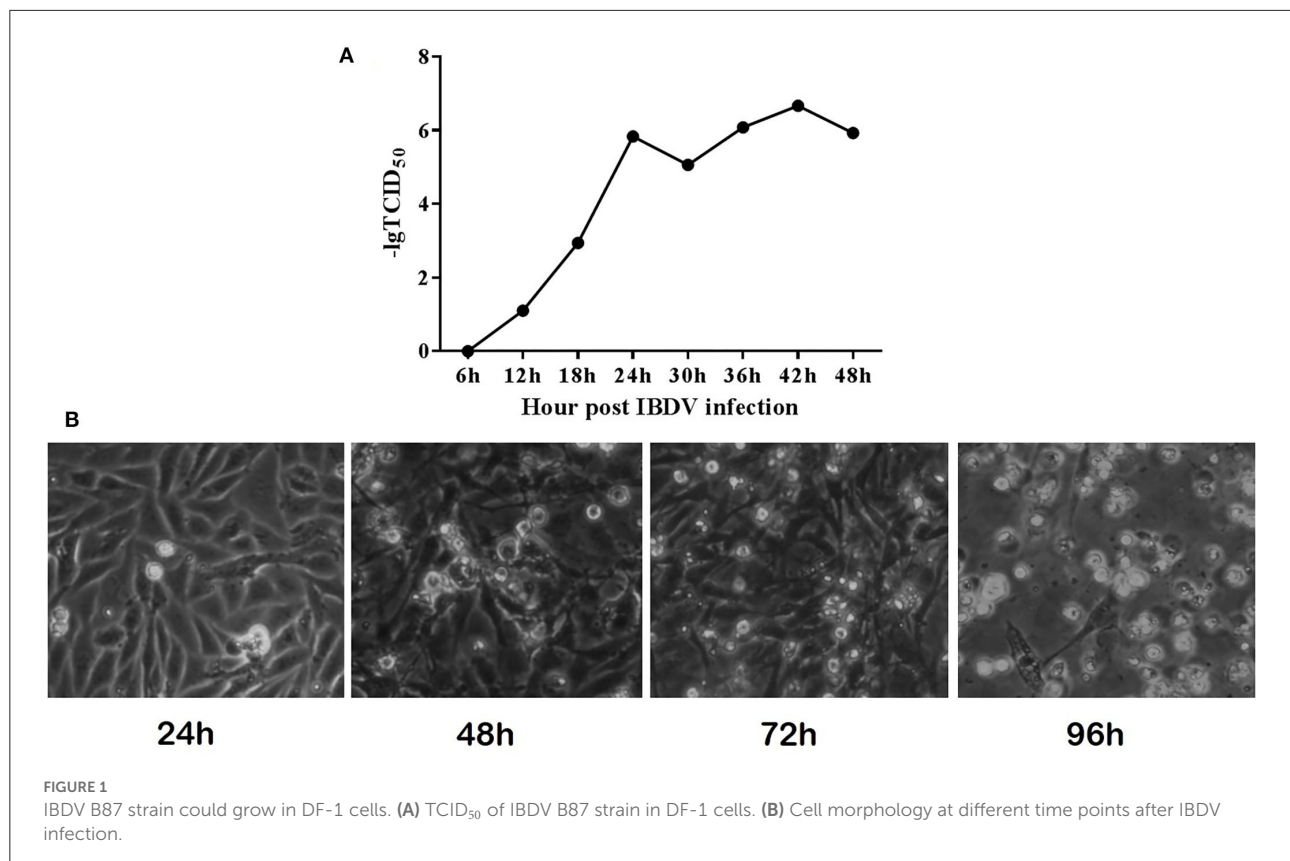 A
8
6
4
2
0
-lgTCID50
6h 12h 18h 24h 30h 36h 42h 48h
Hour post IBDV infection
B
24h 48h 72h 96h
FIGURE 1
IBDV B87 strain could grow in DF-1 cells. (A) TCID50 of IBDV B87 strain in DF-1 cells. (B) Cell morphology at different time points after IBDV
infection.